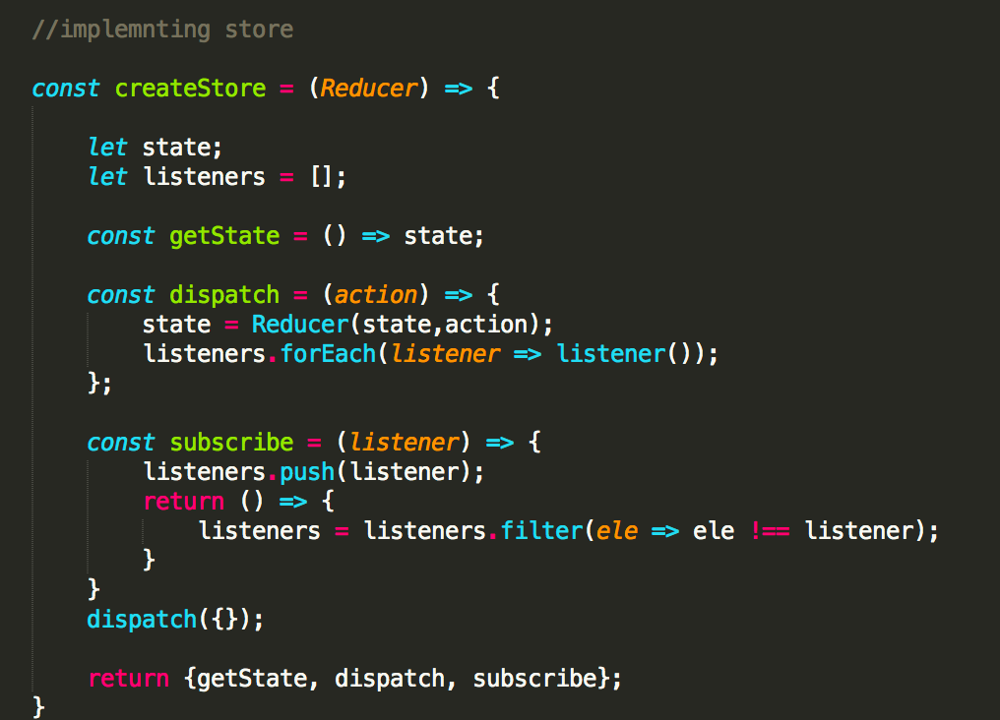 //implemnting store
const createStore = (Reducer) => {
let state;
let listeners = [];
const getState = () => state;
const dispatch = (action) => {
state = Reducer(state,action);
listeners.forEach(listener => listener());
};
const subscribe = (listener) => {
listeners.push(listener);
return () => {
listeners = listeners.filter(ele => ele !== listener);
}
}
dispatch({});
return {getState, dispatch, subscribe};
}